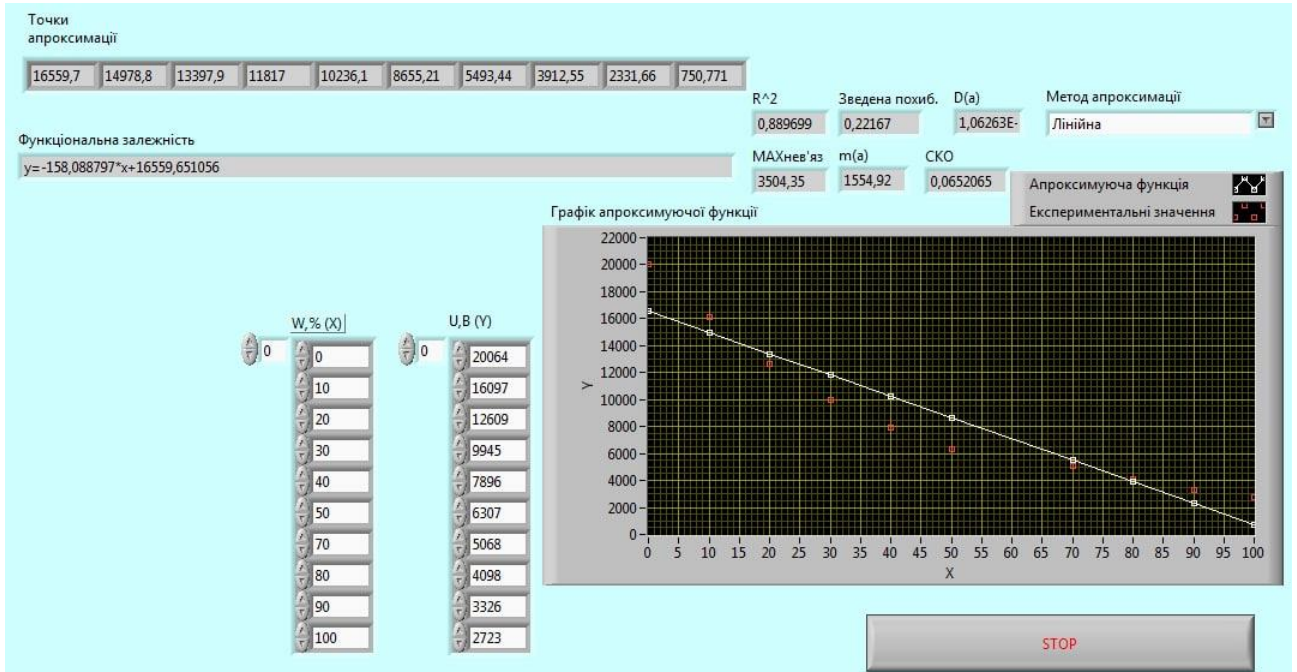 Точки
апроксимації
16559,7 14978,8 13397,9 11817 10236,1 8655,21 5493,44 3912,55 2331,66 750,771
R^2 Зведена похиб. D(a) Метод апроксимації
0,889699 0,22167 1,06263E- Лінійна
Функціональна залежність
y=-158,088797*x+16559,651056
МАХнев'яз m(a) СКО
3504,35 1554,92 0,0652065
Апроксимуюча функція
Експериментальні значення
Графік апроксимуючої функції
22000
20000
18000
16000
14000
12000
10000
8000
6000
4000
2000
0
Y
0 5 10 15 20 25 30 35 40 45 50 55 60 65 70 75 80 85 90 95 100
X
W,% (X) U,B (Y)
0 0 0 20064
10 16097
20 12609
30 9945
40 7896
50 6307
70 5068
80 4098
90 3326
100 2723
STOP